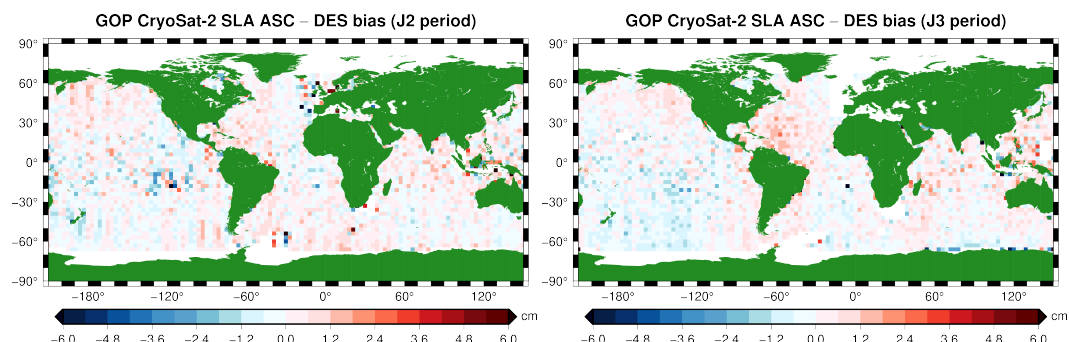 GOP CryoSat-2 SLA ASC – DES bias (J2 period)
90°
60°
30°
0°
−30°
−60°
−90°
−180° −120° −60° 0° 60° 120°
−6.0 −4.8 −3.6 −2.4 −1.2 0.0 1.2 2.4 3.6 4.8 6.0
cm
GOP CryoSat-2 SLA ASC – DES bias (J3 period)
90°
60°
30°
0°
−30°
−60°
−90°
−180° −120° −60° 0° 60° 120°
−6.0 −4.8 −3.6 −2.4 −1.2 0.0 1.2 2.4 3.6 4.8 6.0
cm